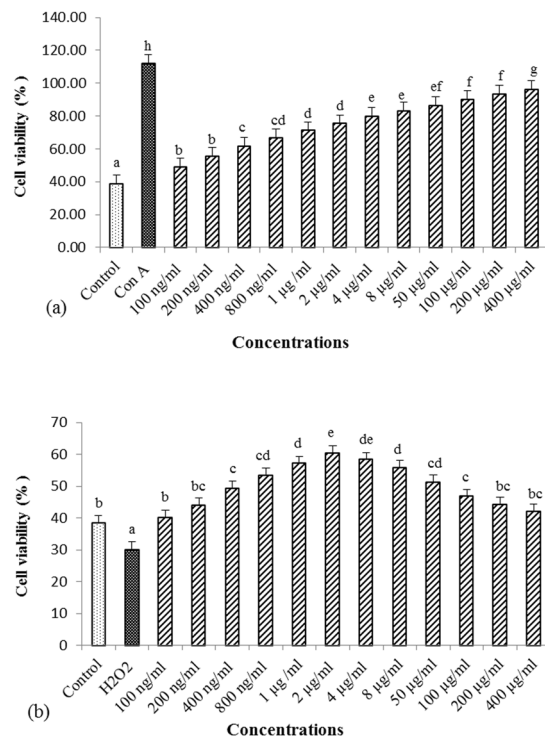 140.00
120.00
100.00
80.00
60.00
40.00
20.00
0.00
Cell viability (% )
a
h
b
b
c
cd
d
d
e
e
ef
f
f
g
Control
Con A
100 ng/ml
200 ng/ml
400 ng/ml
800 ng/ml
1 µg/ml
2 µg/ml
4 µg/ml
8 µg/ml
50 µg/ml
100 µg/ml
200 µg/ml
400 µg/ml
(a)
Concentrations
70
60
50
40
30
20
10
0
Cell viability (% )
b
a
b
bc
c
cd
d
e
de
d
cd
c
bc
bc
Control
H2O2
100 ng/ml
200 ng/ml
400 ng/ml
800 ng/ml
1 µg /ml
2 µg/ml
4 µg/ml
8 µg/ml
50 µg/ml
100 µg/ml
200 µg/ml
400 µg/ml
(b)
Concentrations